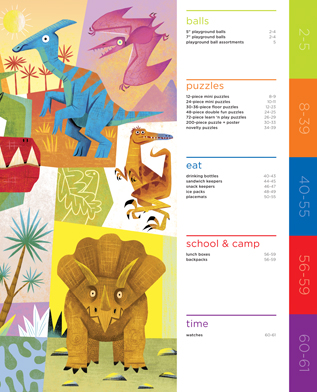 balls
5" playground balls 2-4
7" playground balls 2-4
playground ball assortments 5
puzzles
12-piece mini puzzles 8-9
24-piece mini puzzles 10-11
30-36-piece floor puzzles 12-23
48-piece double fun puzzles 24-25
72-piece learn 'n play puzzles 26-29
200-piece puzzle + poster 30-33
novelty puzzles 34-39
eat
drinking bottles 40-43
sandwich keepers 44-45
snack keepers 46-47
ice packs 48-49
placemats 50-55
school & camp
lunch boxes 56-59
backpacks 56-59
time
watches 60-61
2-5
8-39
40-55
56-59
60-61